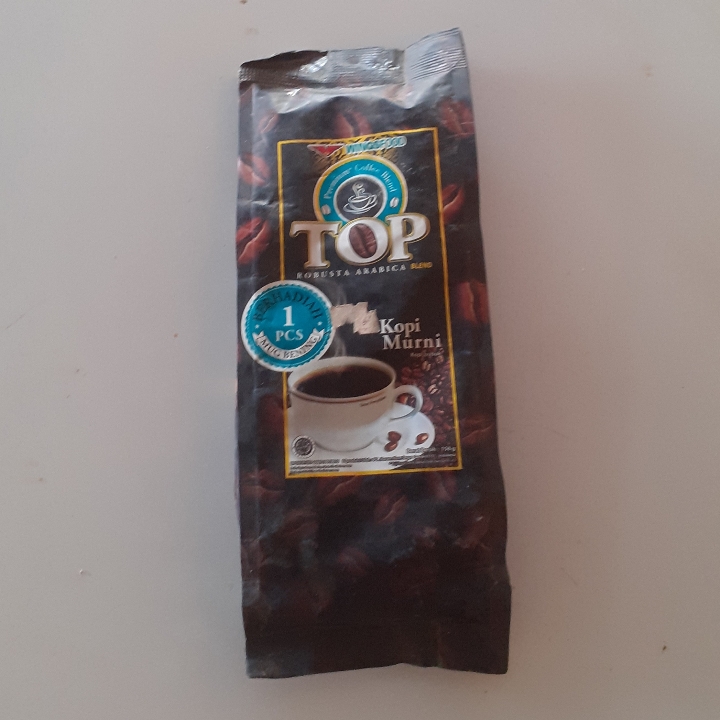 WINGSFOOD
Premium Coffee Blend
TOP
ROBUSTA ARABICA BLEND
BERHADIAH
1
PCS
MUG BENING
Kopi
Murni